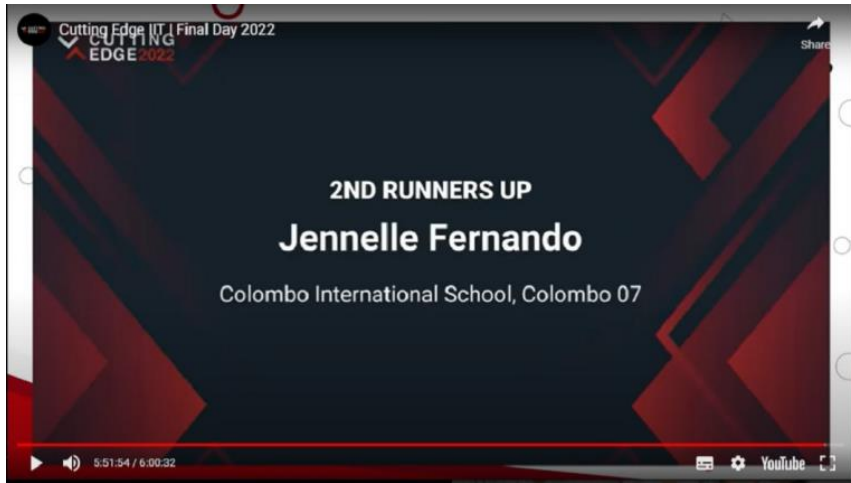 Cutting Edge IIT | Final Day 2022
CUTTING
EDGE2022
Share
2ND RUNNERS UP
Jennelle Fernando
Colombo International School, Colombo 07
5:51:54 / 6:00:32
YouTube